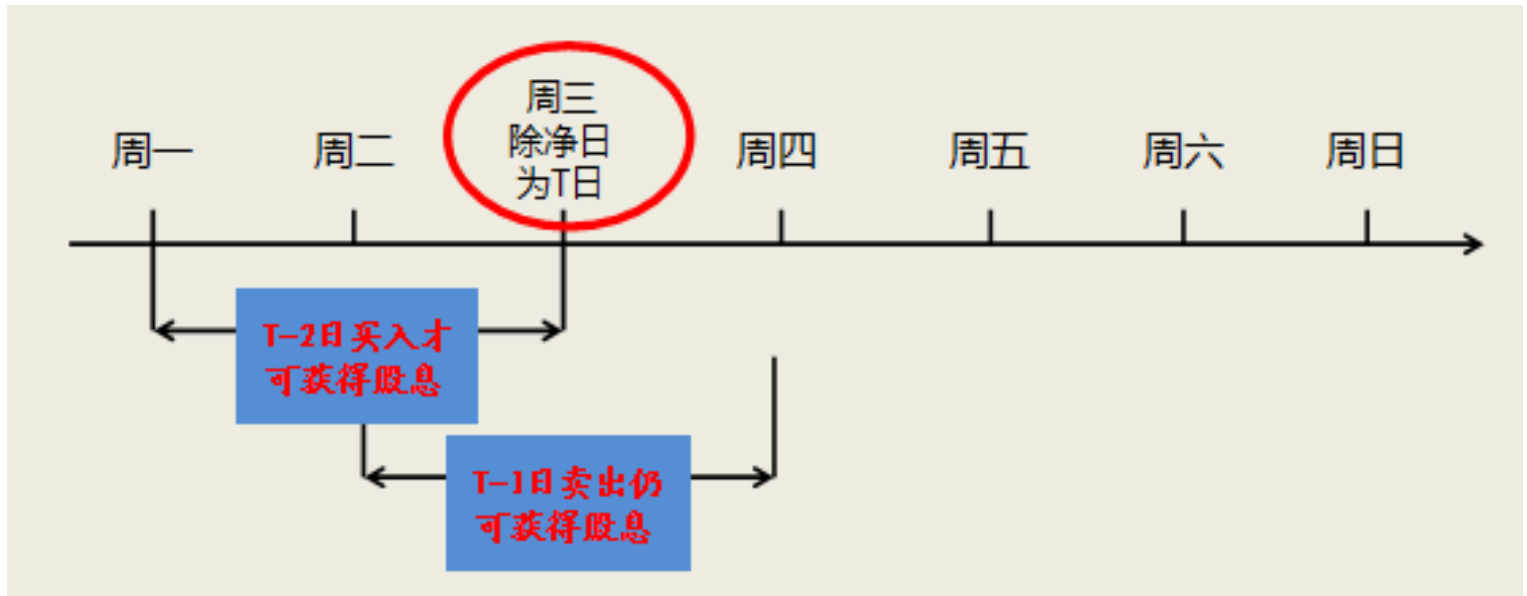 周一
周二
周三
除净日
为T日
周四
周五
周六
周日
T-2日买入才
可获得股息
T-1日卖出仍
可获得股息